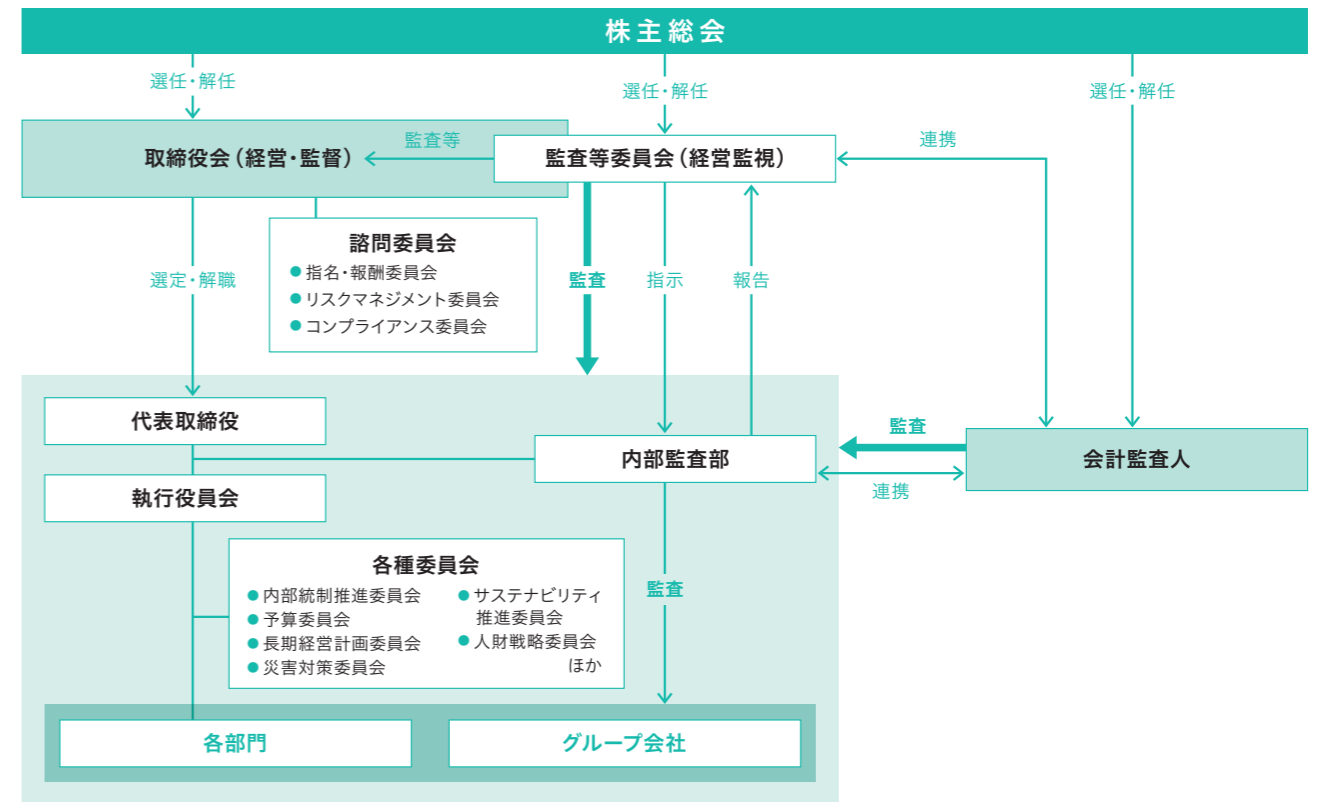 株主総会
選任・解任
選任・解任
選任・解任
取締役会（経営・監督）
監査等
監査等委員会（経営監視）
連携
諮問委員会
指名・報酬委員会
リスクマネジメント委員会
コンプライアンス委員会
選定・解職
監査
指示
報告
代表取締役
内部監査部
監査
会計監査人
連携
執行役員会
各種委員会
内部統制推進委員会
予算委員会
長期経営計画委員会
災害対策委員会
サステナビリティ
推進委員会
人財戦略委員会
ほか
監査
各部門
グループ会社